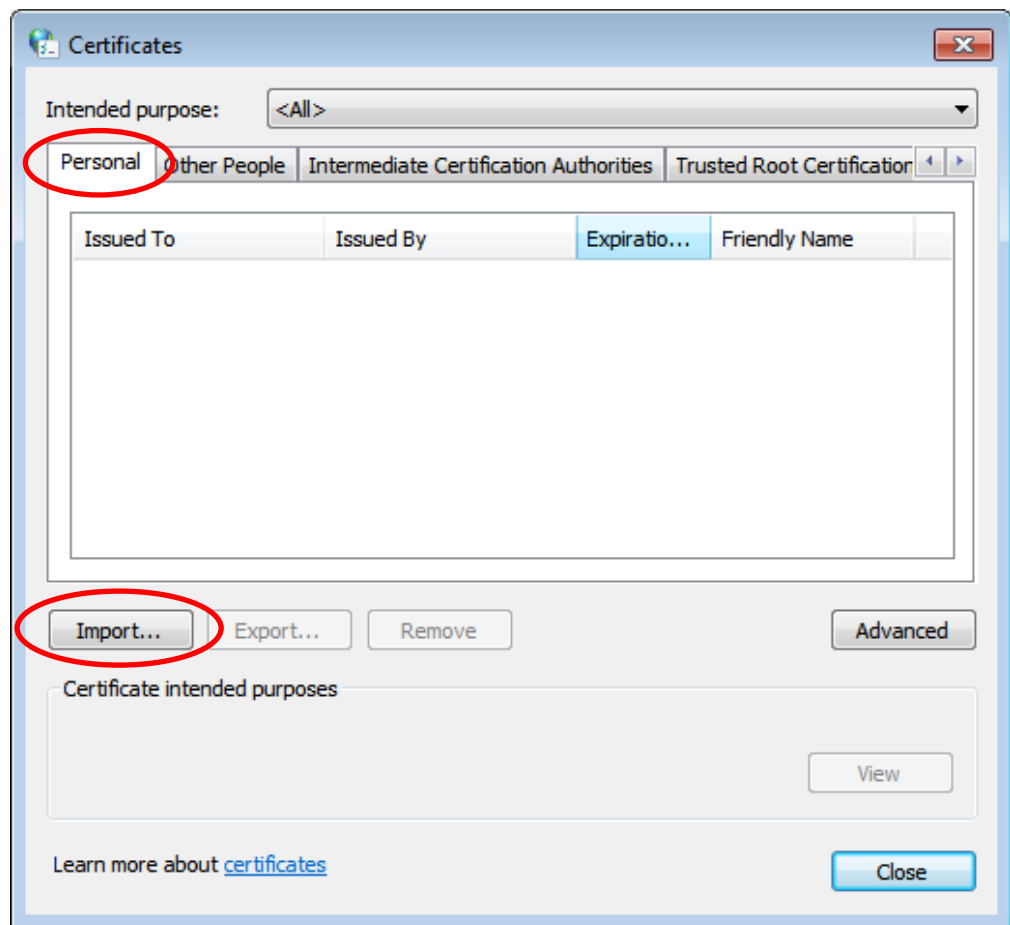 Certificates
Intended purpose: <All>
Personal Other People Intermediate Certification Authorities Trusted Root Certification
Issued To Issued By Expiratio... Friendly Name
Import... Export... Remove Advanced
Certificate intended purposes
View
Learn more about certificates
Close